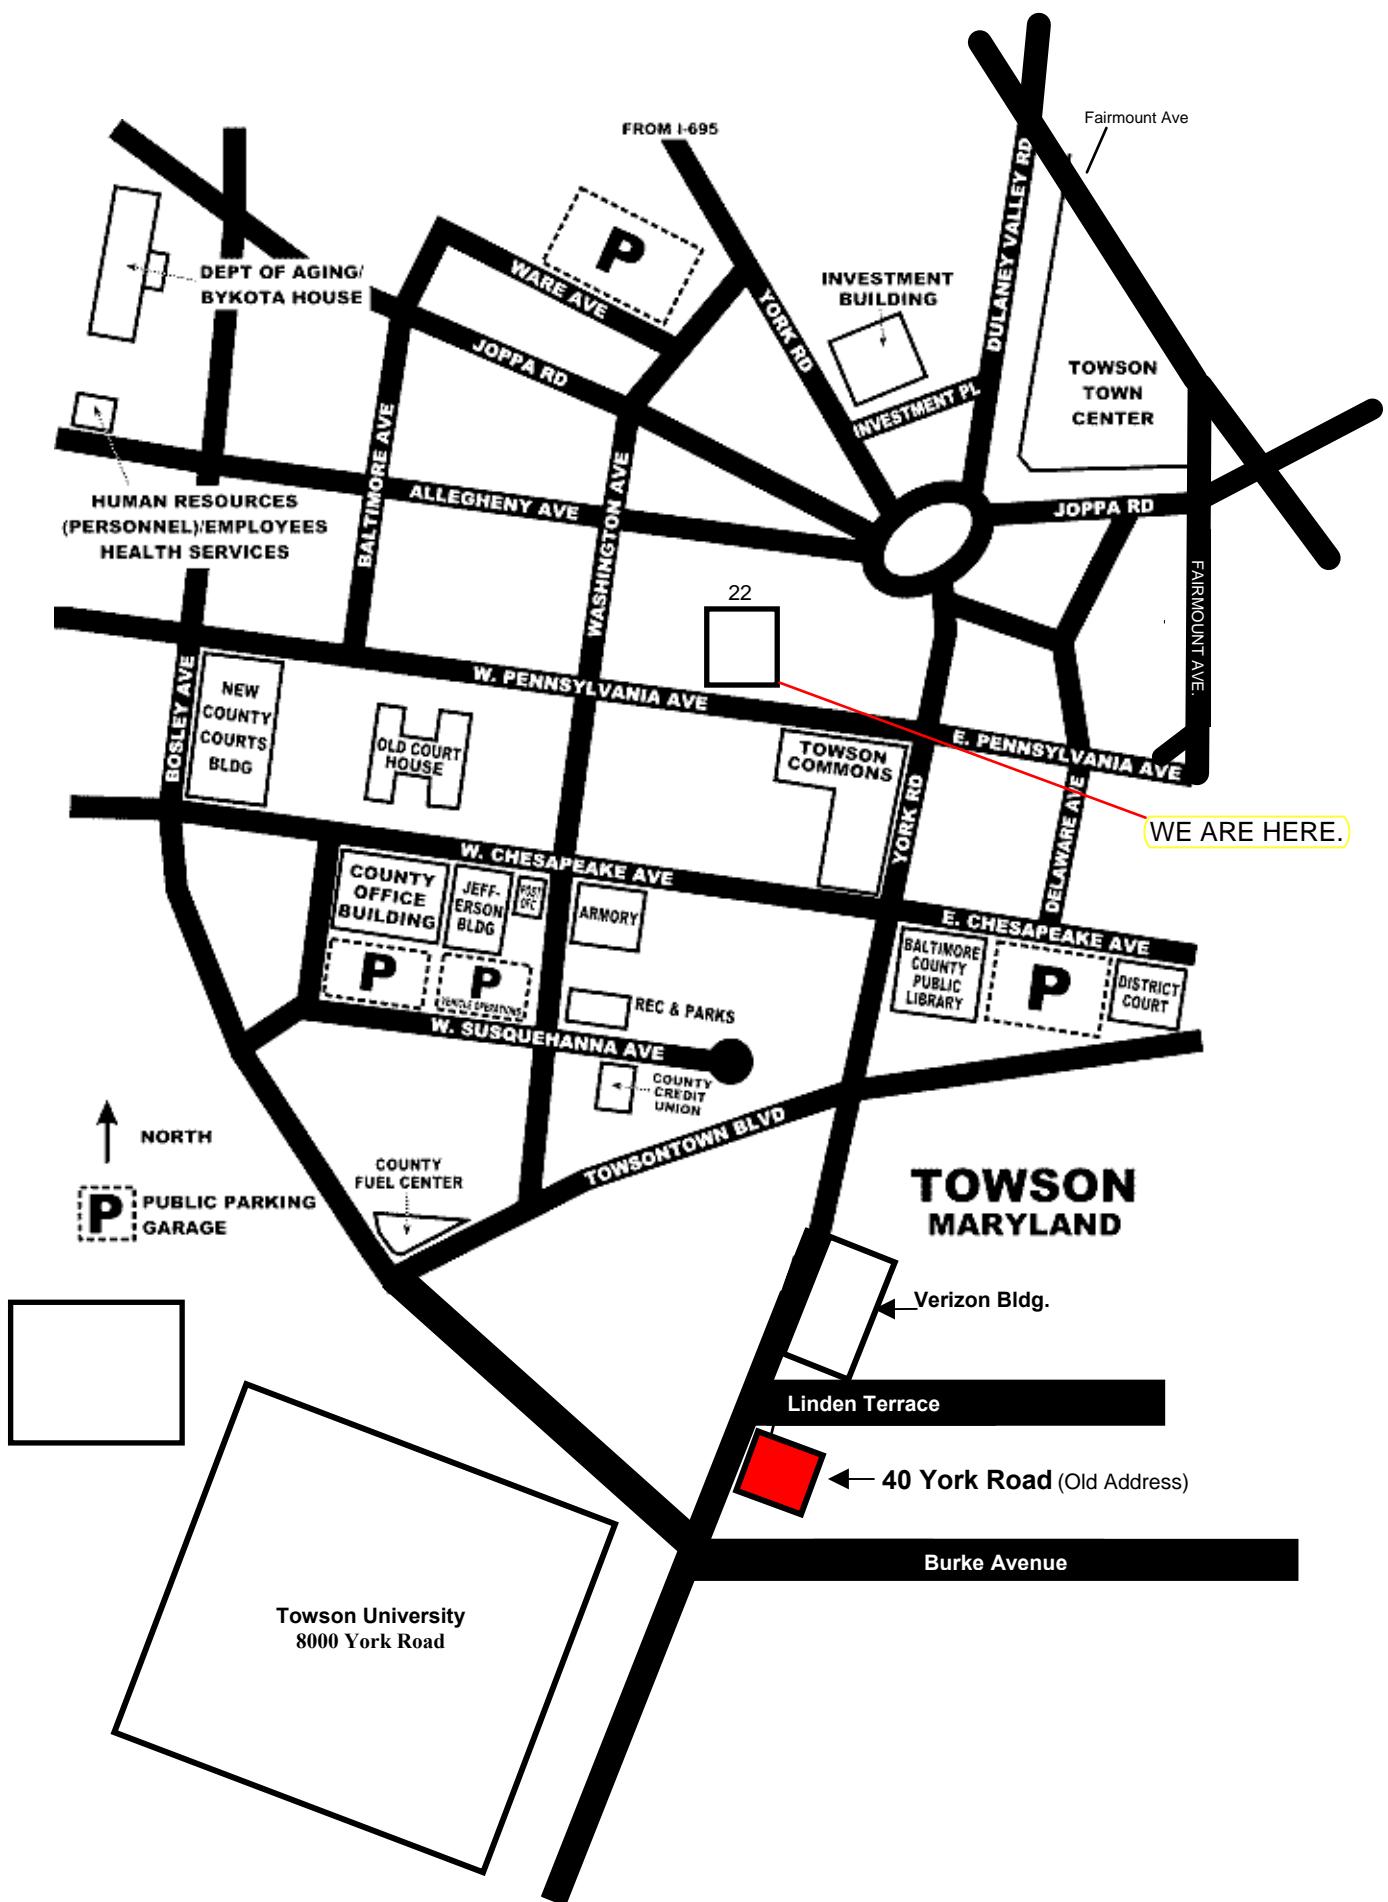 Fairmount Ave
FROM I-695
DULANEY VALLEY RD
P
DEPT OF AGING/
BYKOTA HOUSE
WARE AVE
YORK RD
INVESTMENT
BUILDING
JOPPA RD
TOWSON
TOWN
CENTER
INVESTMENT PL
BALTIMORE AVE
HUMAN RESOURCES
(PERSONNEL)/EMPLOYEES
HEALTH SERVICES
ALLEGHENY AVE
WASHINGTON AVE
JOPPA RD
FAIRMOUNT AVE.
22
BOSLEY AVE
NEW
COUNTY
COURTS
BLDG
W. PENNSYLVANIA AVE
OLD COURT
HOUSE
TOWSON
COMMONS
E. PENNSYLVANIA AVE
YORK RD
DELAWARE AVE
WE ARE HERE.
W. CHESAPEAKE AVE
COUNTY
OFFICE
BUILDING
JEFF-
ERSON
BLDG
POST
OFC
ARMORY
E. CHESAPEAKE AVE
BALTIMORE
COUNTY
PUBLIC
LIBRARY
P
DISTRICT
COURT
P
P
VEHICLE OPERATIONS
REC & PARKS
W. SUSQUEHANNA AVE
COUNTY
CREDIT
UNION
TOWSONTOWN BLVD
NORTH
COUNTY
FUEL CENTER
P
PUBLIC PARKING
GARAGE
TOWSON
MARYLAND
Verizon Bldg.
Linden Terrace
40 York Road (Old Address)
Burke Avenue
Towson University
8000 York Road